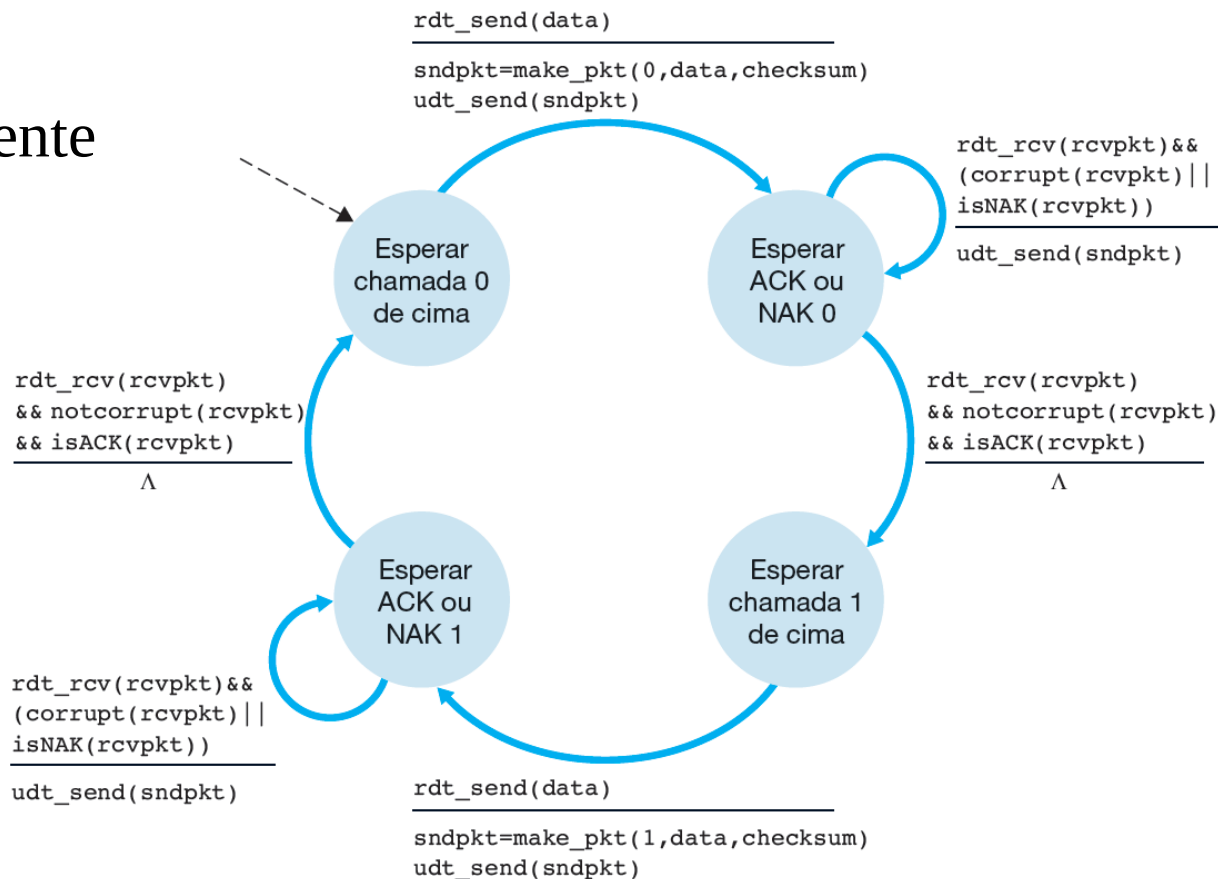 rdt_send(data)
sndpkt=make_pkt(0,data,checksum)
udt_send(sndpkt)
ente
rdt_rcv(rcvpkt)&&
(corrupt(rcvpkt)||
isNAK(rcvpkt))
udt_send(sndpkt)
Esperar
chamada 0
de cima
Esperar
ACK ou
NAK 0
rdt_rcv(rcvpkt)
&& notcorrupt(rcvpkt)
&& isACK(rcvpkt)
Λ
rdt_rcv(rcvpkt)
&& notcorrupt(rcvpkt)
&& isACK(rcvpkt)
Λ
Esperar
ACK ou
NAK 1
Esperar
chamada 1
de cima
rdt_rcv(rcvpkt)&&
(corrupt(rcvpkt)||
isNAK(rcvpkt))
udt_send(sndpkt)
rdt_send(data)
sndpkt=make_pkt(1,data,checksum)
udt_send(sndpkt)